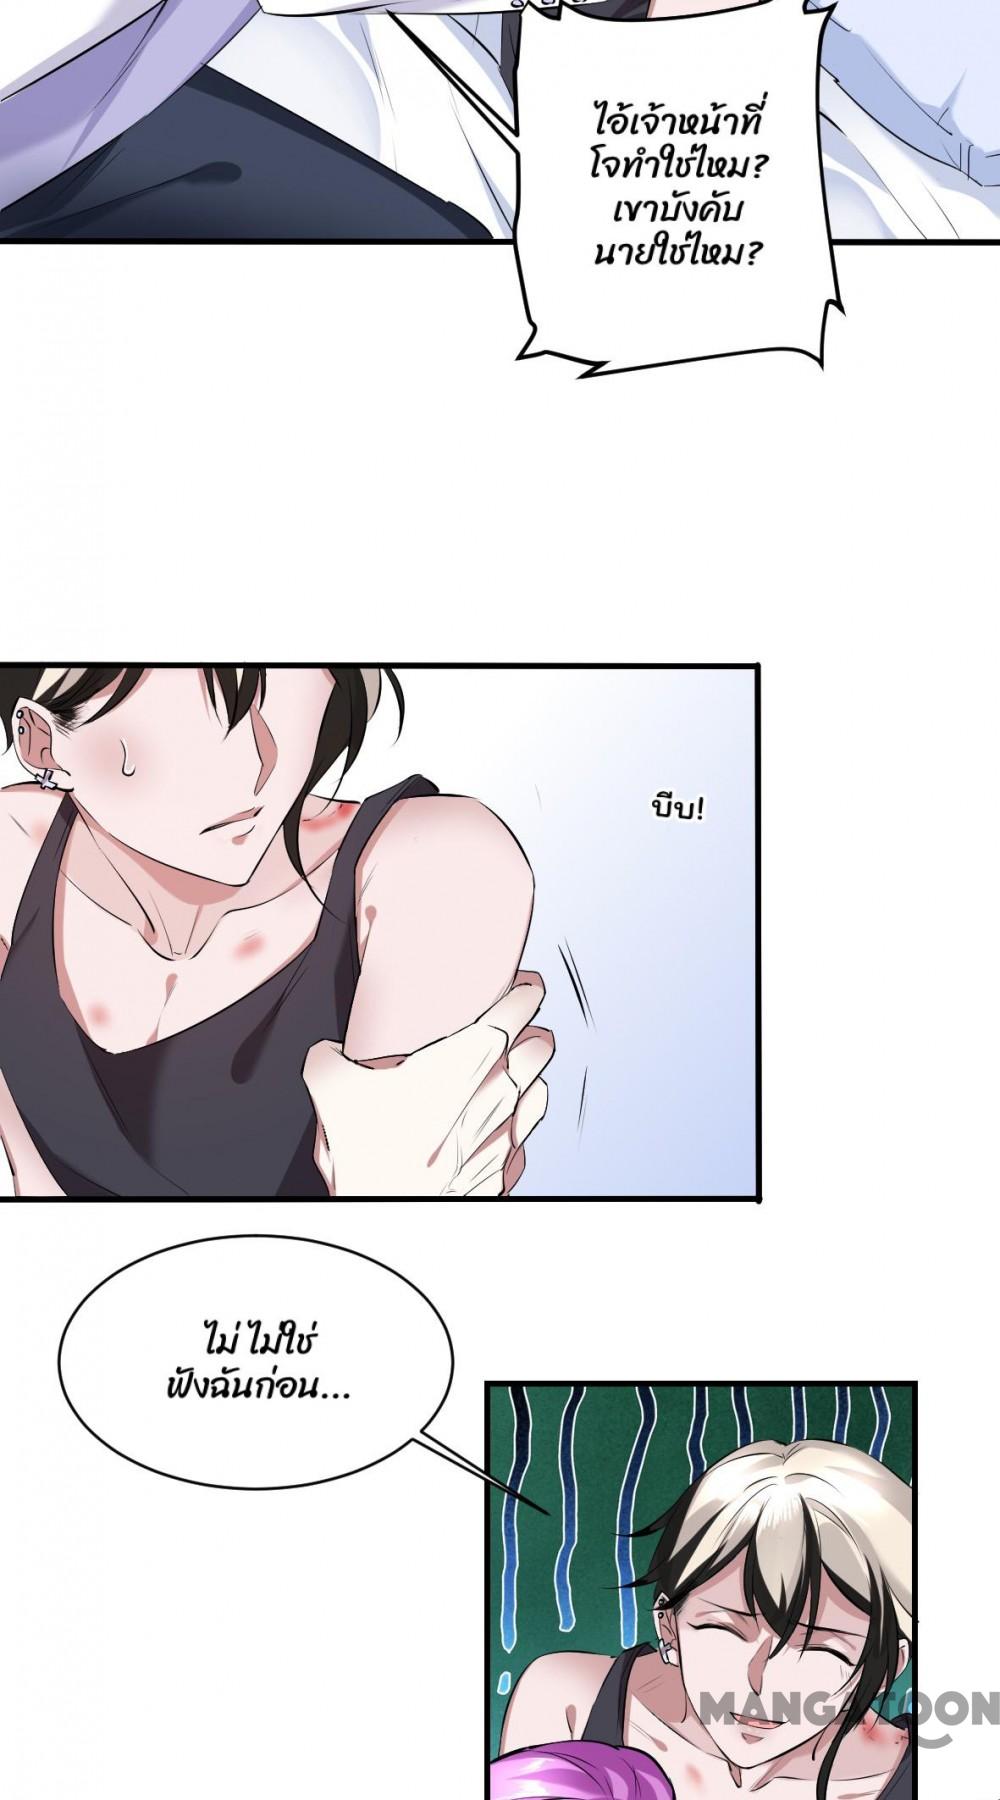 ไอ้เจ้าหน้าที่
โจทำใช่ไหม?
เขาบังคับ
นายใช่ไหม?
บีบ!
ไม่ ไม่ใช่
ฟังฉันก่อน...
MANGATOON